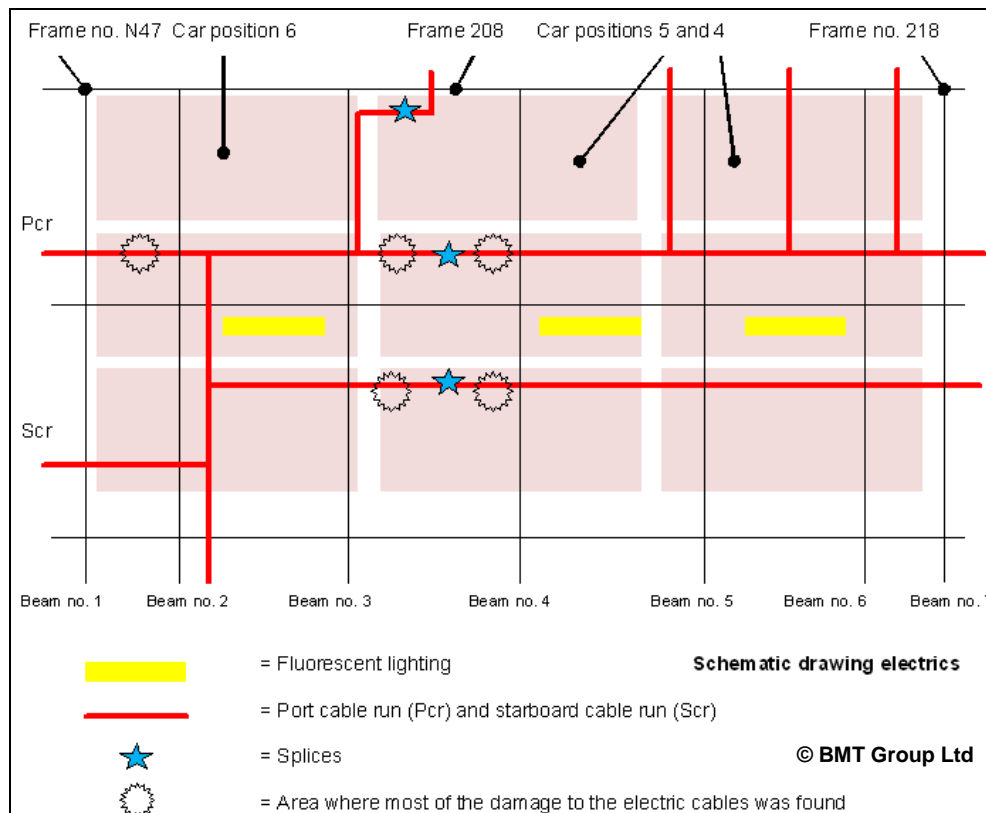 Frame no. N47 Car position 6 Frame 208 Car positions 5 and 4 Frame no. 218
Pcr
Scr
Beam no. 1 Beam no. 2 Beam no. 3 Beam no. 4 Beam no. 5 Beam no. 6 Beam no.
= Fluorescent lighting Schematic drawing electrics
= Port cable run (Pcr) and starboard cable run (Scr)
= Splices © BMT Group Ltd
= Area where most of the damage to the electric cables was found